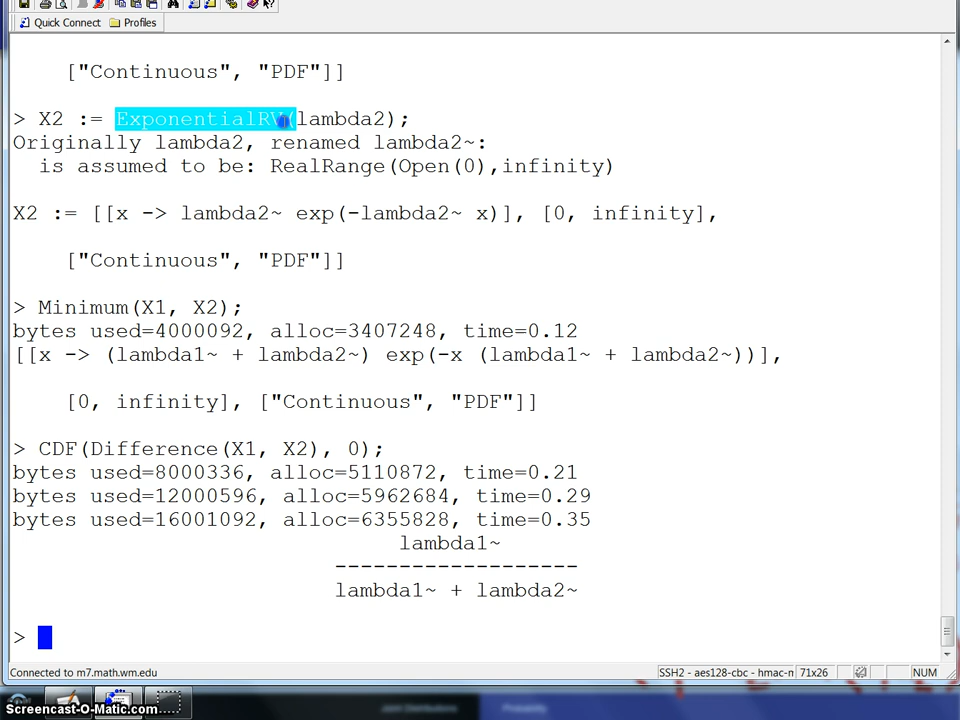 Quick Connect Profiles
["Continuous", "PDF"]]
> X2 := ExponentialRV(lambda2);
Originally lambda2, renamed lambda2~:
is assumed to be: RealRange(Open(0),infinity)
X2 := [[x -> lambda2~ exp(-lambda2~ x)], [0, infinity],
["Continuous", "PDF"]]
> Minimum(X1, X2);
bytes used=4000092, alloc=3407248, time=0.12
[[x -> (lambda1~ + lambda2~) exp(-x (lambda1~ + lambda2~))],
[0, infinity], ["Continuous", "PDF"]]
> CDF(Difference(X1, X2), 0);
bytes used=8000336, alloc=5110872, time=0.21
bytes used=12000596, alloc=5962684, time=0.29
bytes used=16001092, alloc=6355828, time=0.35
lambda1~
-------------------
lambda1~ + lambda2~
>
Connected to m7.math.wm.edu SSH2 - aes128-cbc - hmac-n 71x26 NUM
Screencast-O-Matic.com Joint Distributions Probability